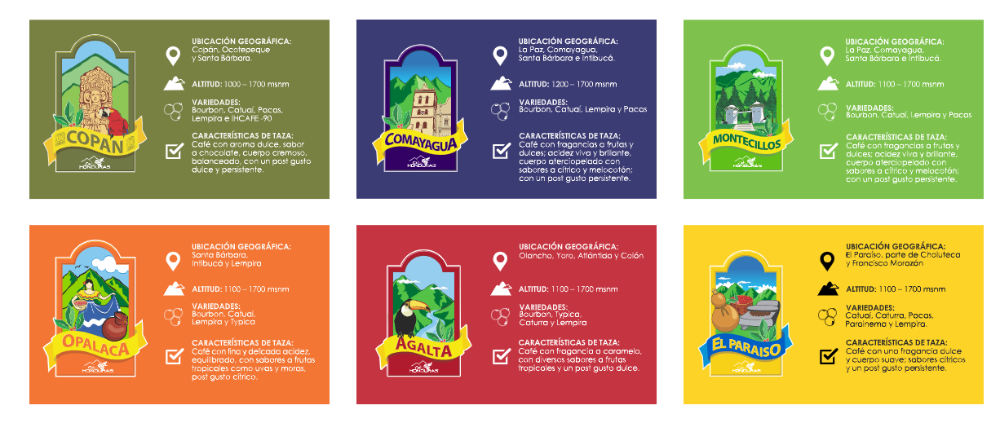 COPÁN
HONDURAS
UBICACIÓN GEOGRÁFICA:
Copán, Ocotepeque
y Santa Bárbara.
ALTITUD: 1000 – 1700 msnm
VARIEDADES:
Bourbon, Catuaí, Pacas,
Lempira e IHCAFE -90
CARACTERÍSTICAS DE TAZA:
Café con aroma dulce, sabor
a chocolate, cuerpo cremoso,
balanceado, con un post gusto
dulce y persistente.
COMAYAGUA
HONDURAS
UBICACIÓN GEOGRÁFICA:
La Paz, Comayagua,
Santa Bárbara e Intibucá.
ALTITUD: 1200 – 1700 msnm
VARIEDADES:
Bourbon, Catuaí, Lempira y Pacas
CARACTERÍSTICAS DE TAZA:
Café con fragancias a frutas y
dulces; acidez viva y brillante,
cuerpo aterciopelado con
sabores a cítrico y melocotón;
con un post gusto persistente.
MONTECILLOS
HONDURAS
UBICACIÓN GEOGRÁFICA:
La Paz, Comayagua,
Santa Bárbara e Intibucá.
ALTITUD: 1100 – 1700 msnm
VARIEDADES:
Bourbon, Catuaí, Lempira y Pacas
CARACTERÍSTICAS DE TAZA:
Café con fragancias a frutas y
dulces; acidez viva y brillante,
cuerpo aterciopelado con
sabores a cítrico y melocotón;
con un post gusto persistente.
OPALACA
HONDURAS
UBICACIÓN GEOGRÁFICA:
Santa Bárbara,
Intibucá y Lempira
ALTITUD: 1100 – 1700 msnm
VARIEDADES:
Bourbon, Catuaí,
Lempira y Typica
CARACTERÍSTICAS DE TAZA:
Café con fino y delicada acidez,
equilibrado, con sabores a frutas
tropicales como uvas y moras,
post gusto cítrico.
AGALTA
HONDURAS
UBICACIÓN GEOGRÁFICA:
Olancho, Yoro, Atlántida y Colón
ALTITUD: 1100 – 1700 msnm
VARIEDADES:
Bourbon, Typica,
Caturra y Lempira
CARACTERÍSTICAS DE TAZA:
Café con fragancia a caramelo,
con diversos sabores a frutas
tropicales y un post gusto dulce.
EL PARAISO
HONDURAS
UBICACIÓN GEOGRÁFICA:
El Paraíso, parte de Choluteca
y Francisco Morazán
ALTITUD: 1100 – 1700 msnm
VARIEDADES:
Catuaí, Caturra, Pacas,
Parainema y Lempira.
CARACTERÍSTICAS DE TAZA:
Café con una fragancia dulce
y cuerpo suave; sabores cítricos
y un post gusto persistente.